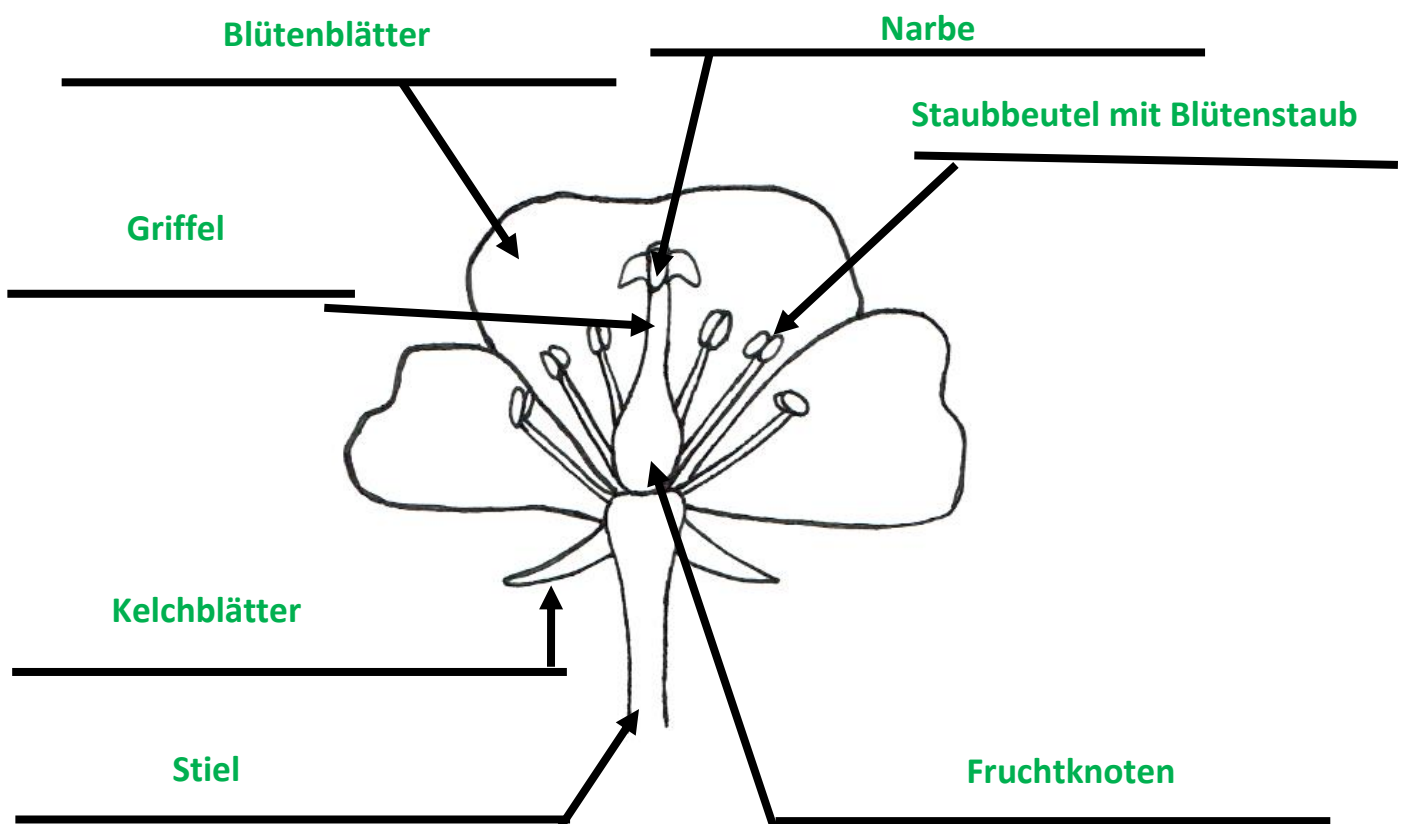 Blütenblätter
Narbe
Staubbeutel mit Blütenstaub
Griffel
Kelchblätter
Stiel
Fruchtknoten